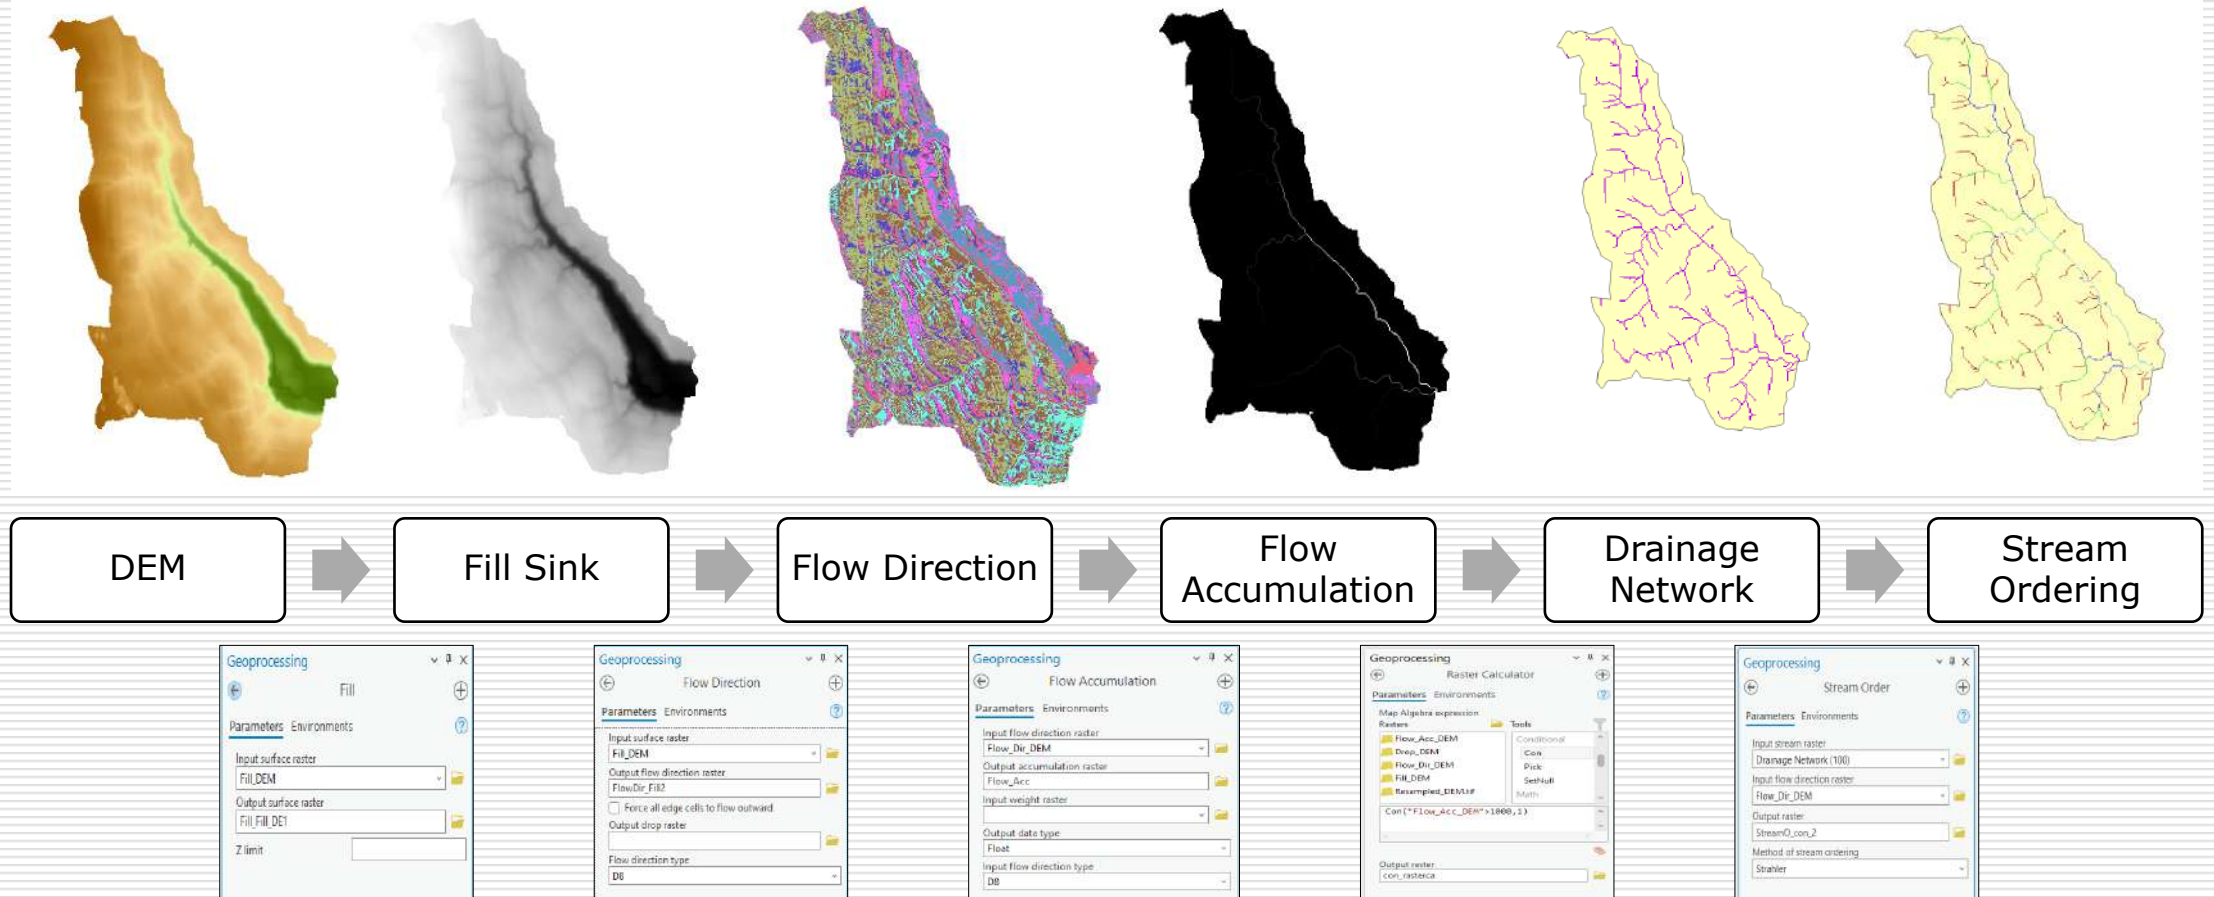 DEM
Fill Sink
Flow Direction
Flow
Accumulation
Drainage
Network
Stream
Ordering
Geoprocessing
Fill
Parameters Environments
Input surface raster
Fill_DEM
Output surface raster
Fill_Fill_DE1
Z limit
Geoprocessing
Flow Direction
Parameters Environments
Input surface raster
Fill_DEM
Output flow direction raster
FlowDir_Fill2
Force all edge cells to flow outward
Output drop raster
Flow direction type
D8
Geoprocessing
Flow Accumulation
Parameters Environments
Input flow direction raster
Flow_Dir_DEM
Output accumulation raster
Flow_Acc
Input weight raster
Output data type
Float
Input flow direction type
D8
Geoprocessing
Raster Calculator
Parameters Environments
Map Algebra expression
Rasters Tools
Flow_Acc_DEM
Drop_DEM
Flow_Dir_DEM
Fill_DEM
Resampled_DEM.tif
Conditional
Con
Pick
SetNull
Math
Con("Flow_Acc_DEM">1000,1)
Output raster
con_rasterca
Geoprocessing
Stream Order
Parameters Environments
Input stream raster
Drainage Network (100)
Input flow direction raster
Flow_Dir_DEM
Output raster
StreamO_con_2
Method of stream ordering
Strahler